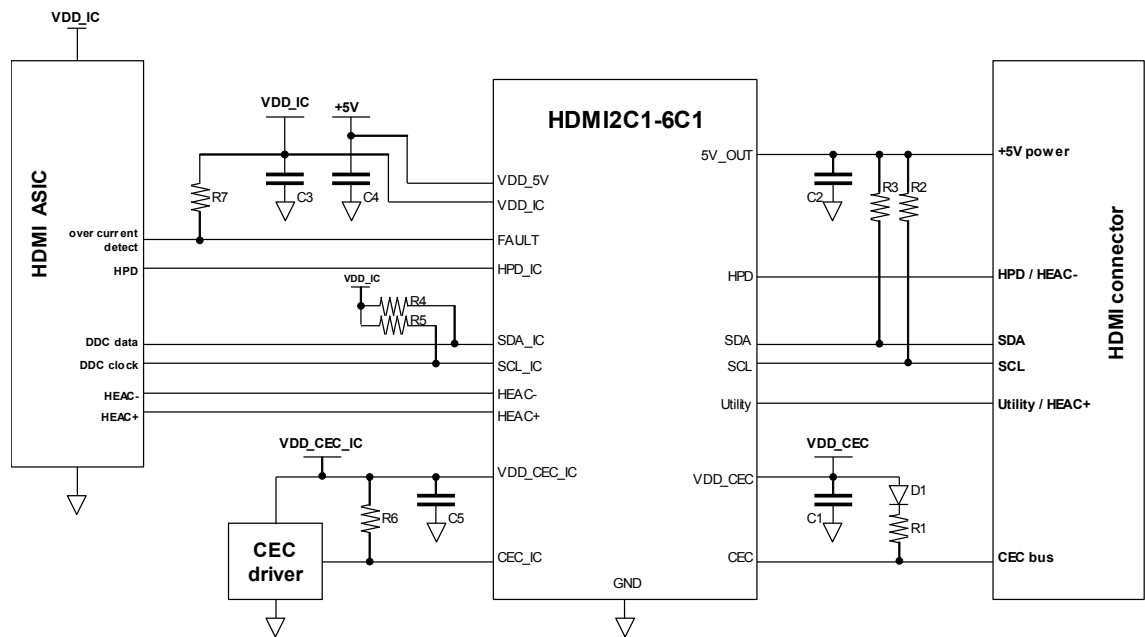 VDD_IC
HDMI ASIC
VDD_IC
+5V
HDMI2C1-6C1
R7
C3
C4
VDD_5V
VDD_IC
over current
detect
FAULT
HPD
HPD_IC
VDD_IC
R4
R5
DDC data
SDA_IC
DDC clock
SCL_IC
HEAC-
HEAC-
HEAC+
HEAC+
VDD_CEC_IC
VDD_CEC_IC
R6
C5
CEC
driver
CEC_IC
GND
5V_OUT
+5V power
C2
R3
R2
HPD
HPD / HEAC-
SDA
SDA
SCL
SCL
Utility
Utility / HEAC+
VDD_CEC
VDD_CEC
C1
D1
R1
CEC
CEC bus
HDMI connector